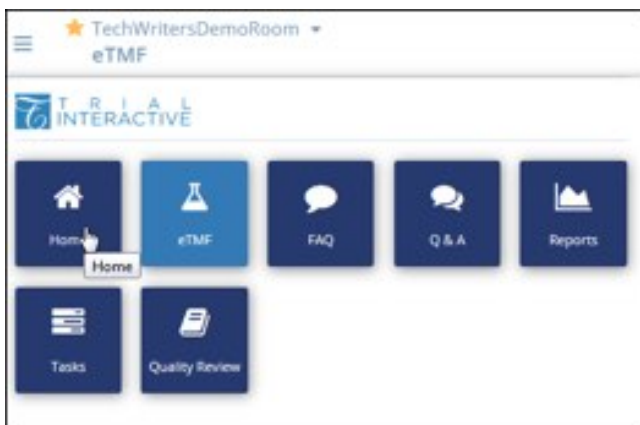 TechWritersDemoRoom
eTMF
TRIAL
INTERACTIVE
Home
eTMF
FAQ
Q & A
Reports
Home
Tasks
Quality Review